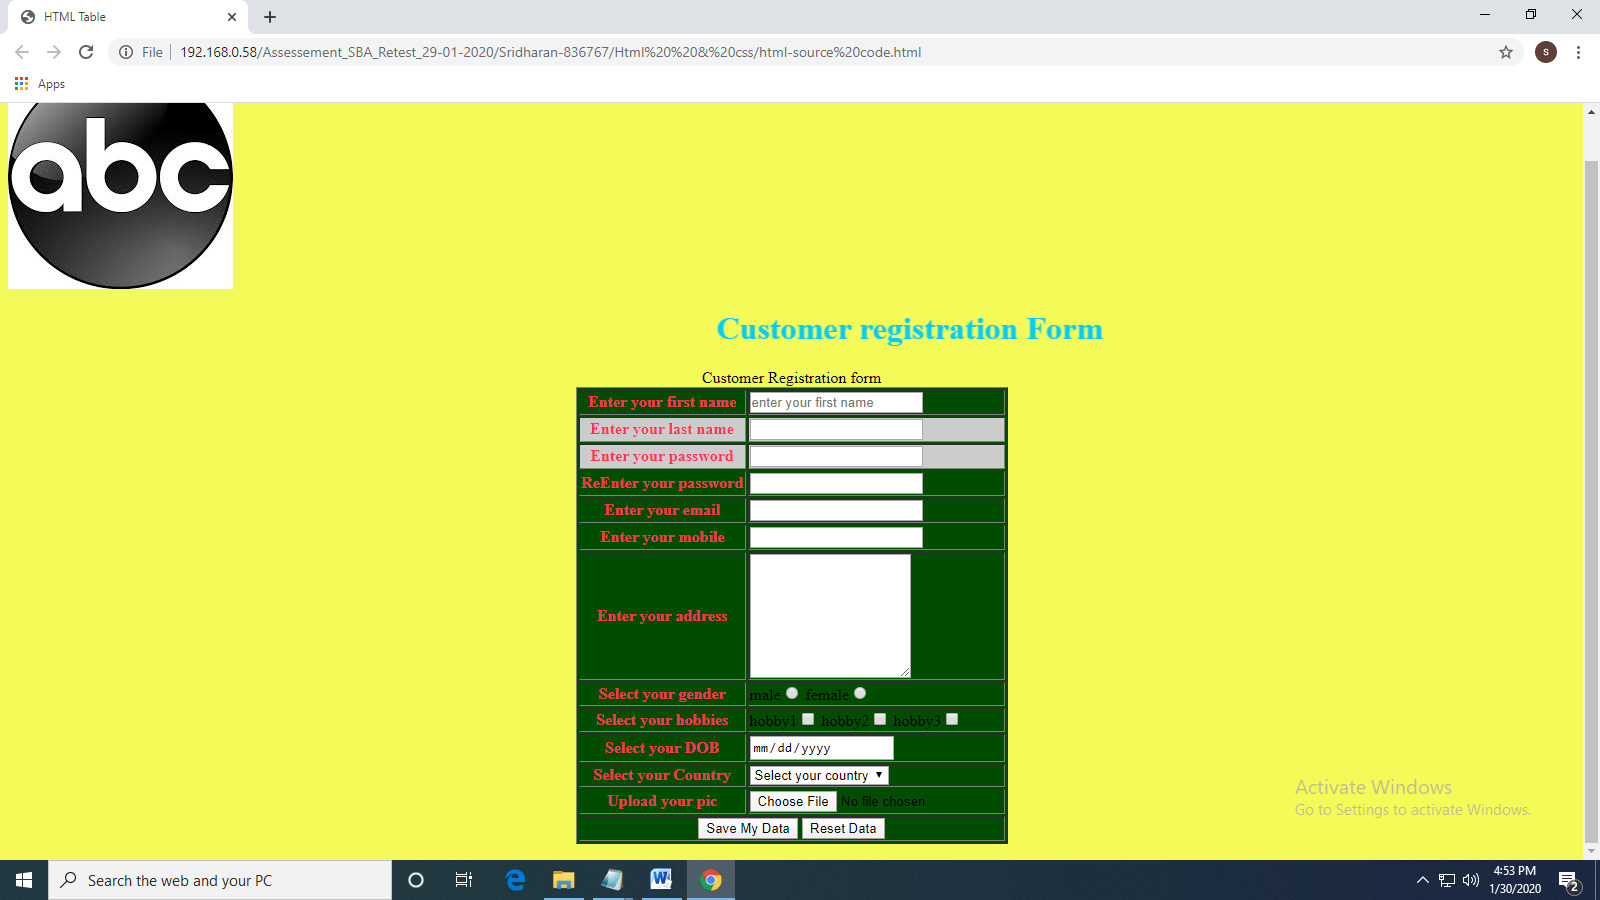 HTML Table
File 192.168.0.58/Assessement_SBA_Retest_29-01-2020/Sridharan-836767/Html%20%20&%20css/html-source%20code.html
S
Apps
abc
Customer registration Form
Customer Registration form
Enter your first name enter your first name
Enter your last name
Enter your password
ReEnter your password
Enter your email
Enter your mobile
Enter your address
Select your gender male female
Select your hobbies hobby1 hobby2 hobby3
Select your DOB mm/dd/yyyy
Select your Country Select your country
Upload your pic Choose File No file chosen
Save My Data Reset Data
Activate Windows
Go to Settings to activate Windows.
Search the web and your PC
4:53 PM
1/30/2020
2